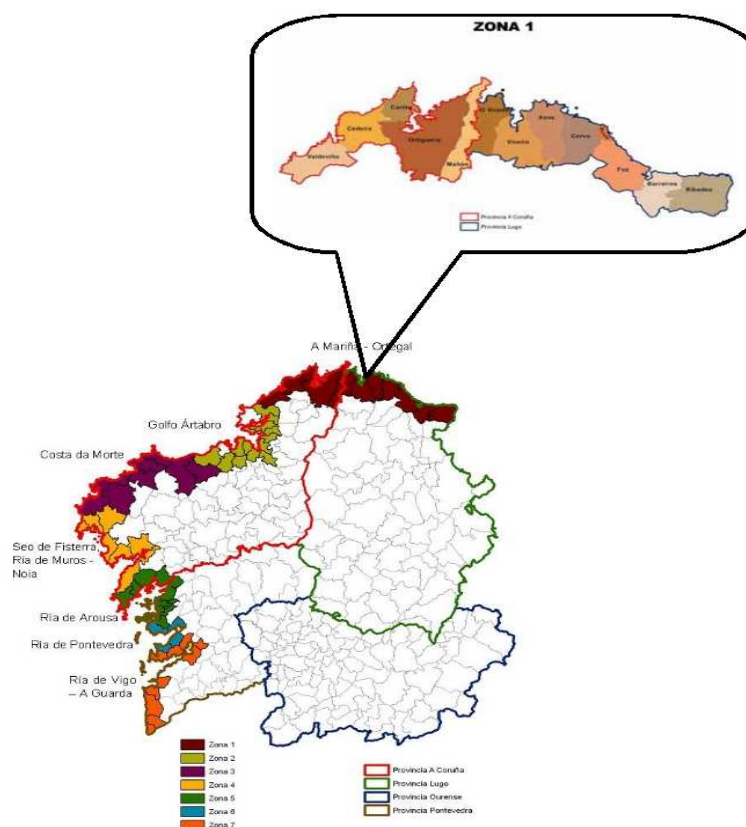 ZONA 1
Cariño
Cedeira
Valdoviño
Ortigueira
Mañón
O Vicedo
Viveiro
Xove
Cervo
Foz
Barreiros
Ribadeo
Provincia A Coruña
Provincia Lugo
A Mariña - Ortegal
Golfo Ártabro
Costa da Morte
Seo de Fisterra,
Ría de Muros -
Noia
Ría de Arousa
Ría de Pontevedra
Ría de Vigo
– A Guarda
Zona 1
Zona 2
Zona 3
Zona 4
Zona 5
Zona 6
Zona 7
Provincia A Coruña
Provincia Lugo
Provincia Ourense
Provincia Pontevedra